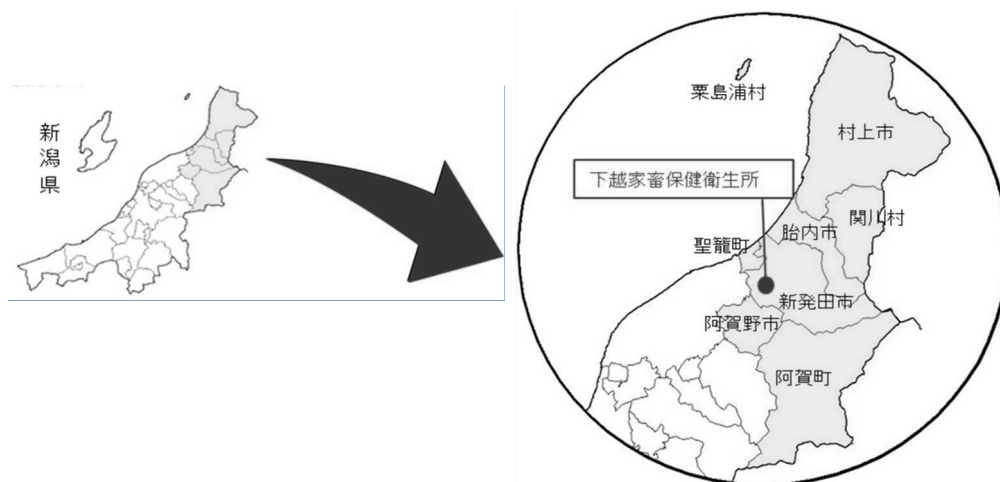 新潟県
粟島浦村
村上市
下越家畜保健衛生所
関川村
胎内市
聖籠町
新発田市
阿賀野市
阿賀町